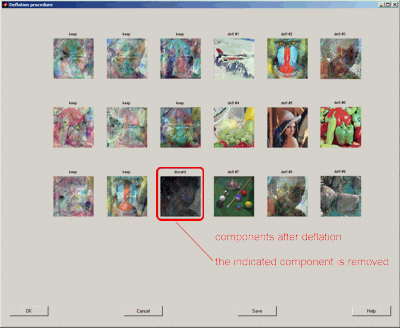 Deflation procedure
keep keep keep defl #1 defl #2 defl #3
keep keep keep defl #4 defl #5 defl #6
keep keep discard defl #7 defl #8 defl #9
components after deflation
the indicated component is removed
OK Cancel Save Help